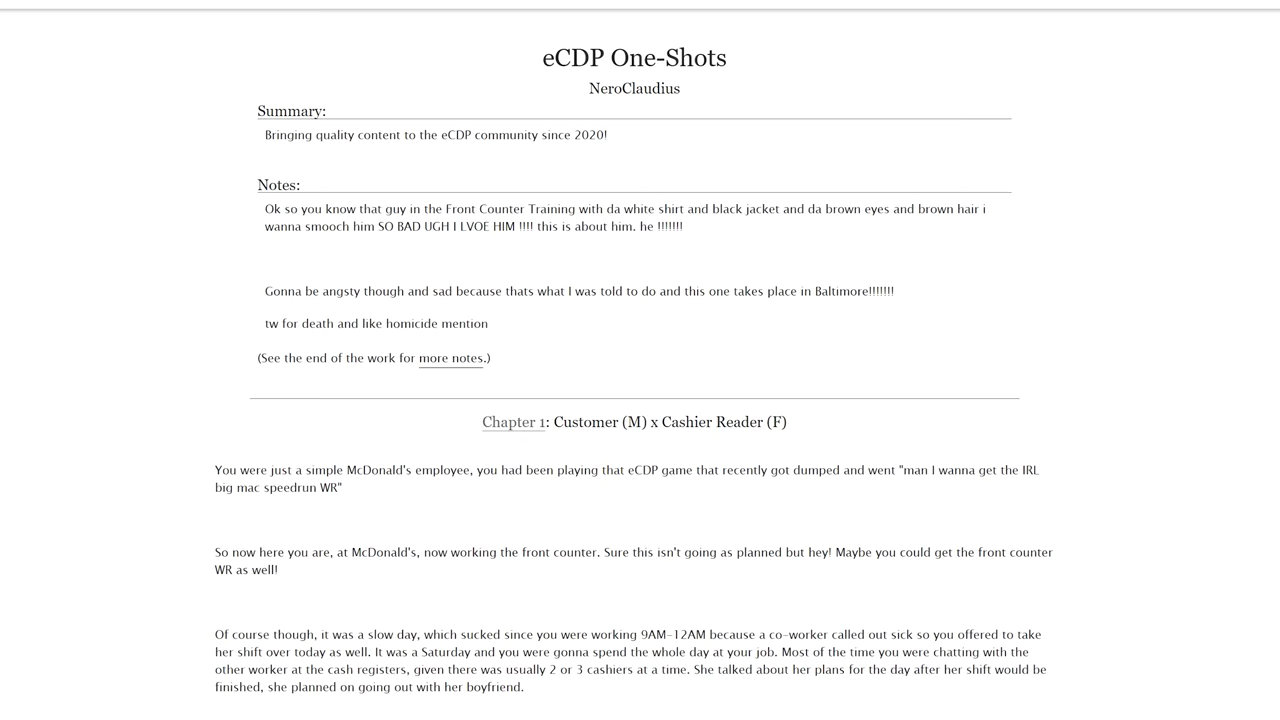 eCDP One-Shots
NeroClaudius
Summary:
Bringing quality content to the eCDP community since 2020!
Notes:
Ok so you know that guy in the Front Counter Training with da white shirt and black jacket and da brown eyes and brown hair i
wanna smooch him SO BAD UGH I LVOE HIM !!!! this is about him. he !!!!!!!
Gonna be angsty though and sad because thats what I was told to do and this one takes place in Baltimore!!!!!!!
tw for death and like homicide mention
(See the end of the work for more notes.)
Chapter 1: Customer (M) x Cashier Reader (F)
You were just a simple McDonald's employee, you had been playing that eCDP game that recently got dumped and went "man I wanna get the IRL
big mac speedrun WR"
So now here you are, at McDonald's, now working the front counter. Sure this isn't going as planned but hey! Maybe you could get the front counter
WR as well!
Of course though, it was a slow day, which sucked since you were working 9AM-12AM because a co-worker called out sick so you offered to take
her shift over today as well. It was a Saturday and you were gonna spend the whole day at your job. Most of the time you were chatting with the
other worker at the cash registers, given there was usually 2 or 3 cashiers at a time. She talked about her plans for the day after her shift would be
finished, she planned on going out with her boyfriend.